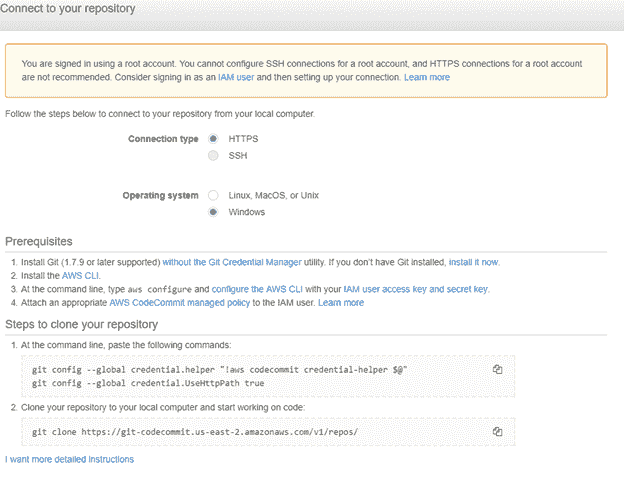 Connect to your repository
You are signed in using a root account. You cannot configure SSH connections for a root account, and HTTPS connections for a root account
are not recommended. Consider signing in as an IAM user and then setting up your connection. Learn more
Follow the steps below to connect to your repository from your local computer.
Connection type HTTPS
SSH
Operating system Linux, MacOS, or Unix
Windows
Prerequisites
1. Install Git (1.7.9 or later supported) without the Git Credential Manager utility. If you don't have Git installed, install it now.
2. Install the AWS CLI.
3. At the command line, type aws configure and configure the AWS CLI with your IAM user access key and secret key.
4. Attach an appropriate AWS CodeCommit managed policy to the IAM user. Learn more
Steps to clone your repository
1. At the command line, paste the following commands:
git config --global credential.helper "!aws codecommit credential-helper $@"
git config --global credential.UseHttpPath true
2. Clone your repository to your local computer and start working on code:
git clone https://git-codecommit.us-east-2.amazonaws.com/v1/repos/
I want more detailed instructions